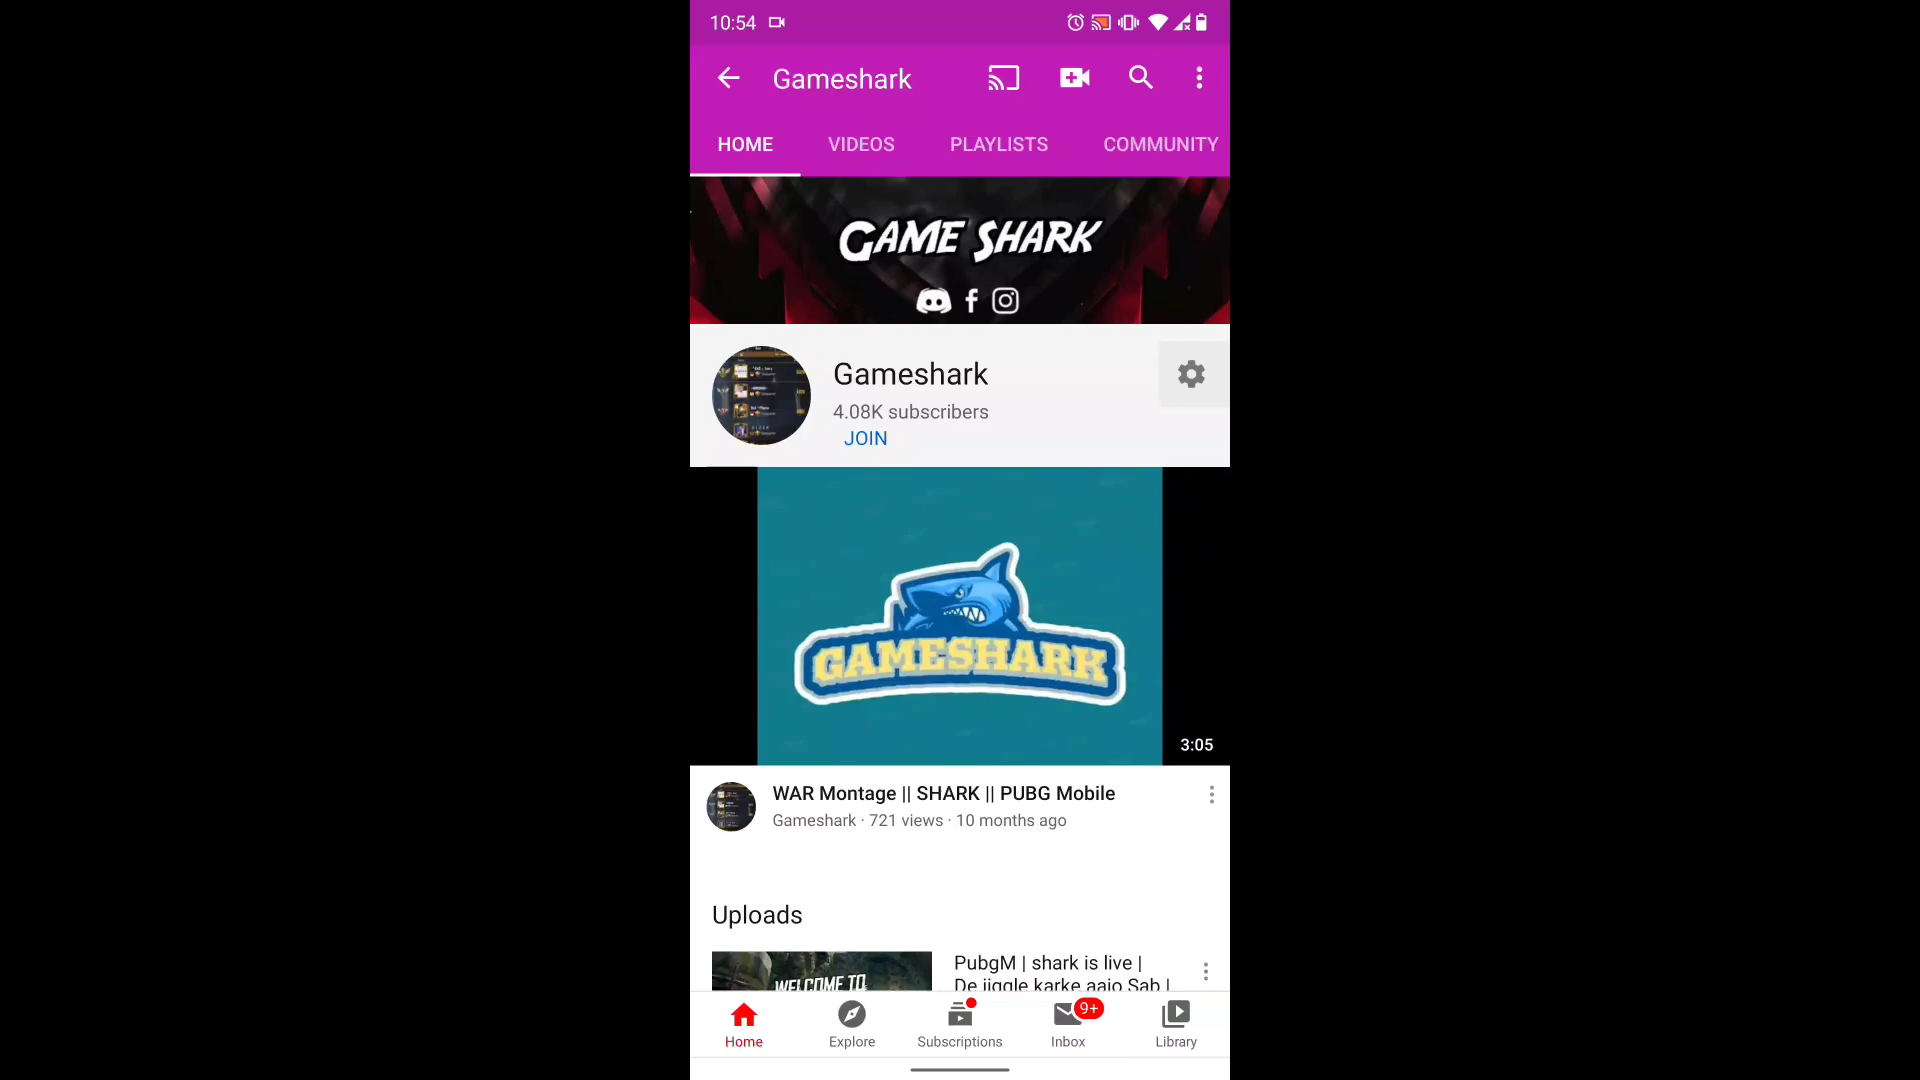 10:54
Gameshark
HOME VIDEOS PLAYLISTS COMMUNITY
GAME SHARK
Gameshark
4.08K subscribers
JOIN
GAMESHARK
3:05
WAR Montage || SHARK || PUBG Mobile
Gameshark · 721 views · 10 months ago
Uploads
WELCOME TO
PubgM | shark is live |
De jiggle karke aajo Sab |
9+
Home Explore Subscriptions Inbox Library